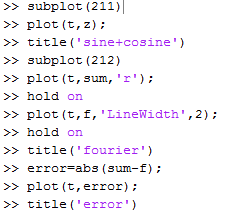 >> subplot(211)
>> plot(t,z);
>> title('sine+cosine')
>> subplot(212)
>> plot(t,sum,'r');
>> hold on
>> plot(t,f,'LineWidth',2);
>> hold on
>> title('fourier')
>> error=abs(sum-f);
>> plot(t,error);
>> title('error')